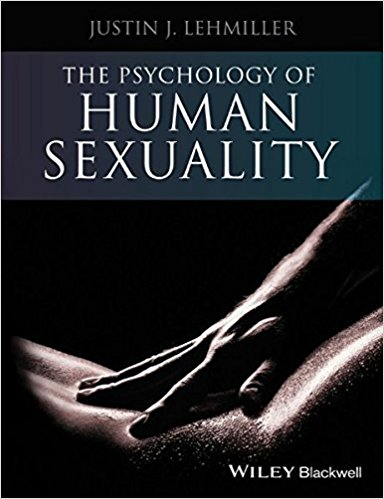 JUSTIN J. LEHMILLER
THE PSYCHOLOGY OF
HUMAN
SEXUALITY
WILEY Blackwell